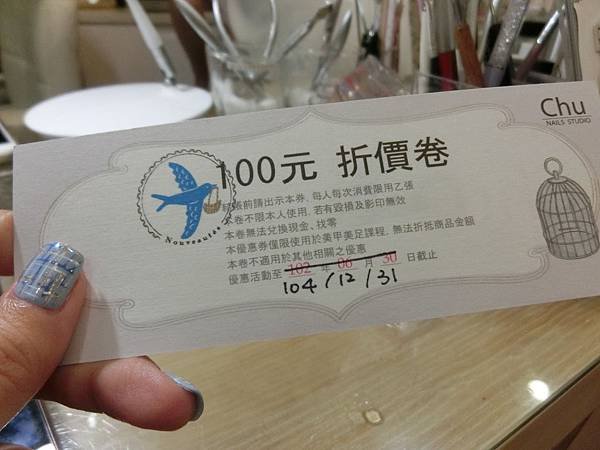 Chu
NAILS STUDIO
100元 折價卷
結帳前請出示本券，每人每次消費限用乙張
本卷不限本人使用，若有毀損及影印無效
本卷無法兌換現金、找零
本優惠券僅限使用於美甲美足課程，無法折抵商品金額
本卷不適用於其他相關之優惠
優惠活動至 102 年 06 月 30 日截止
104/12/31
Nouveautés